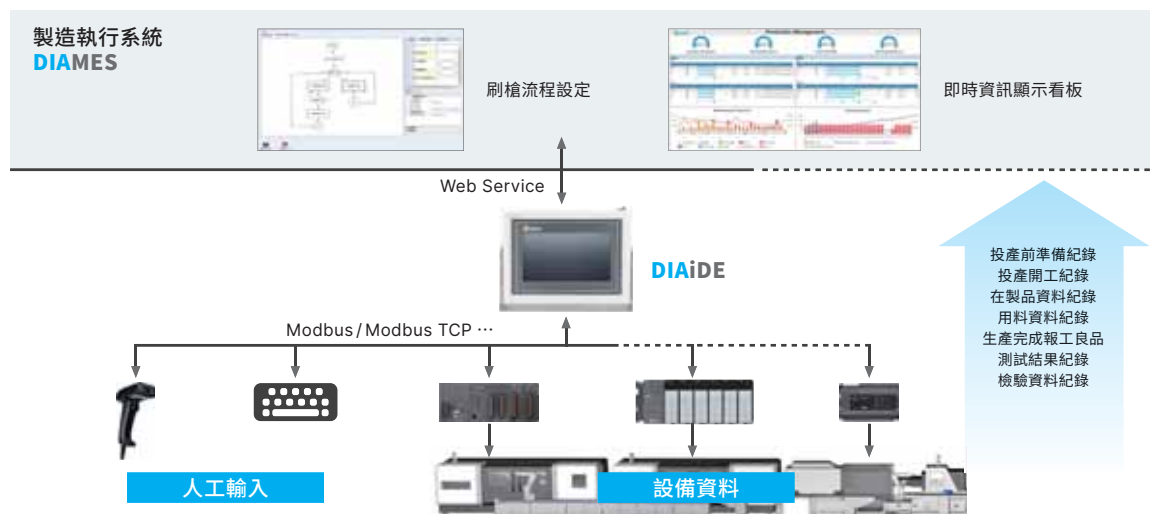 製造執行系統
DIAMES
刷槍流程設定
即時資訊顯示看板
Web Service
DIAiDE
投產前準備紀錄
投產開工紀錄
在製品資料紀錄
用料資料紀錄
生產完成報工良品
測試結果紀錄
檢驗資料紀錄
Modbus/Modbus TCP …
人工輸入
設備資料